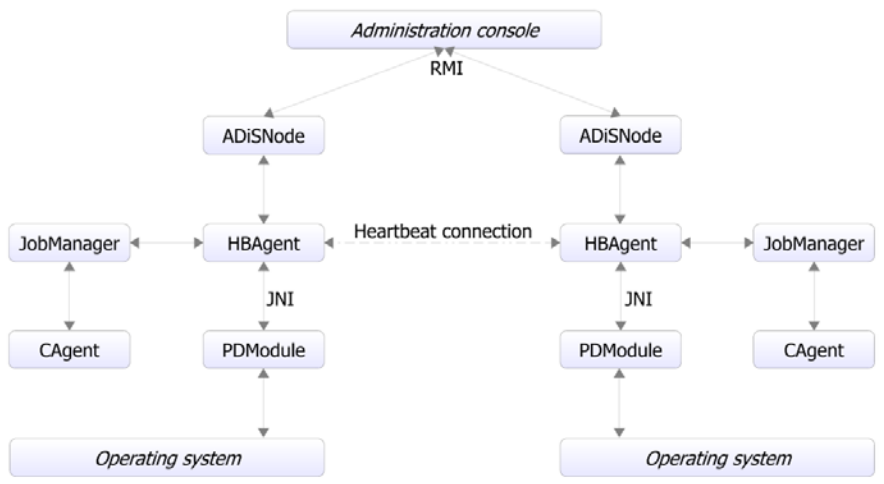 Administration console
RMI
ADiSNode
ADiSNode
Heartbeat connection
JobManager
HBAgent
HBAgent
JobManager
JNI
JNI
CAgent
PDModule
PDModule
CAgent
Operating system
Operating system